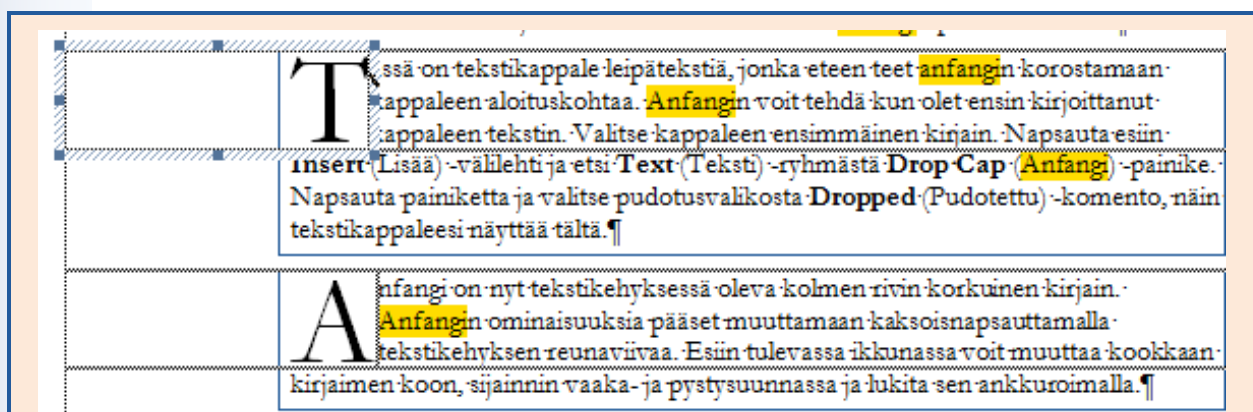 Tässä on tekstikappale leipätekstiä, jonka eteen teet anfangin korostamaan
kappaleen aloituskohtaa. Anfangin voit tehdä kun olet ensin kirjoittanut
kappaleen tekstin. Valitse kappaleen ensimmäinen kirjain. Napsauta esiin
Insert (Lisää) -välilehti ja etsi Text (Teksti) -ryhmästä Drop Cap (Anfangi) -painike.
Napsauta painiketta ja valitse pudotusvalikosta Dropped (Pudotettu) -komento, näin
tekstikappaleesi näyttää tältä.¶
Anfangi on nyt tekstikehyksessä oleva kolmen rivin korkuinen kirjain.
Anfangin ominaisuuksia pääset muuttamaan kaksoisnapsauttamalla
tekstikehyksen reunaviivaa. Esiin tulevassa ikkunassa voit muuttaa kookkaan
kirjaimen koon, sijainnin vaaka- ja pystysuunnassa ja lukita sen ankkuroimalla.¶